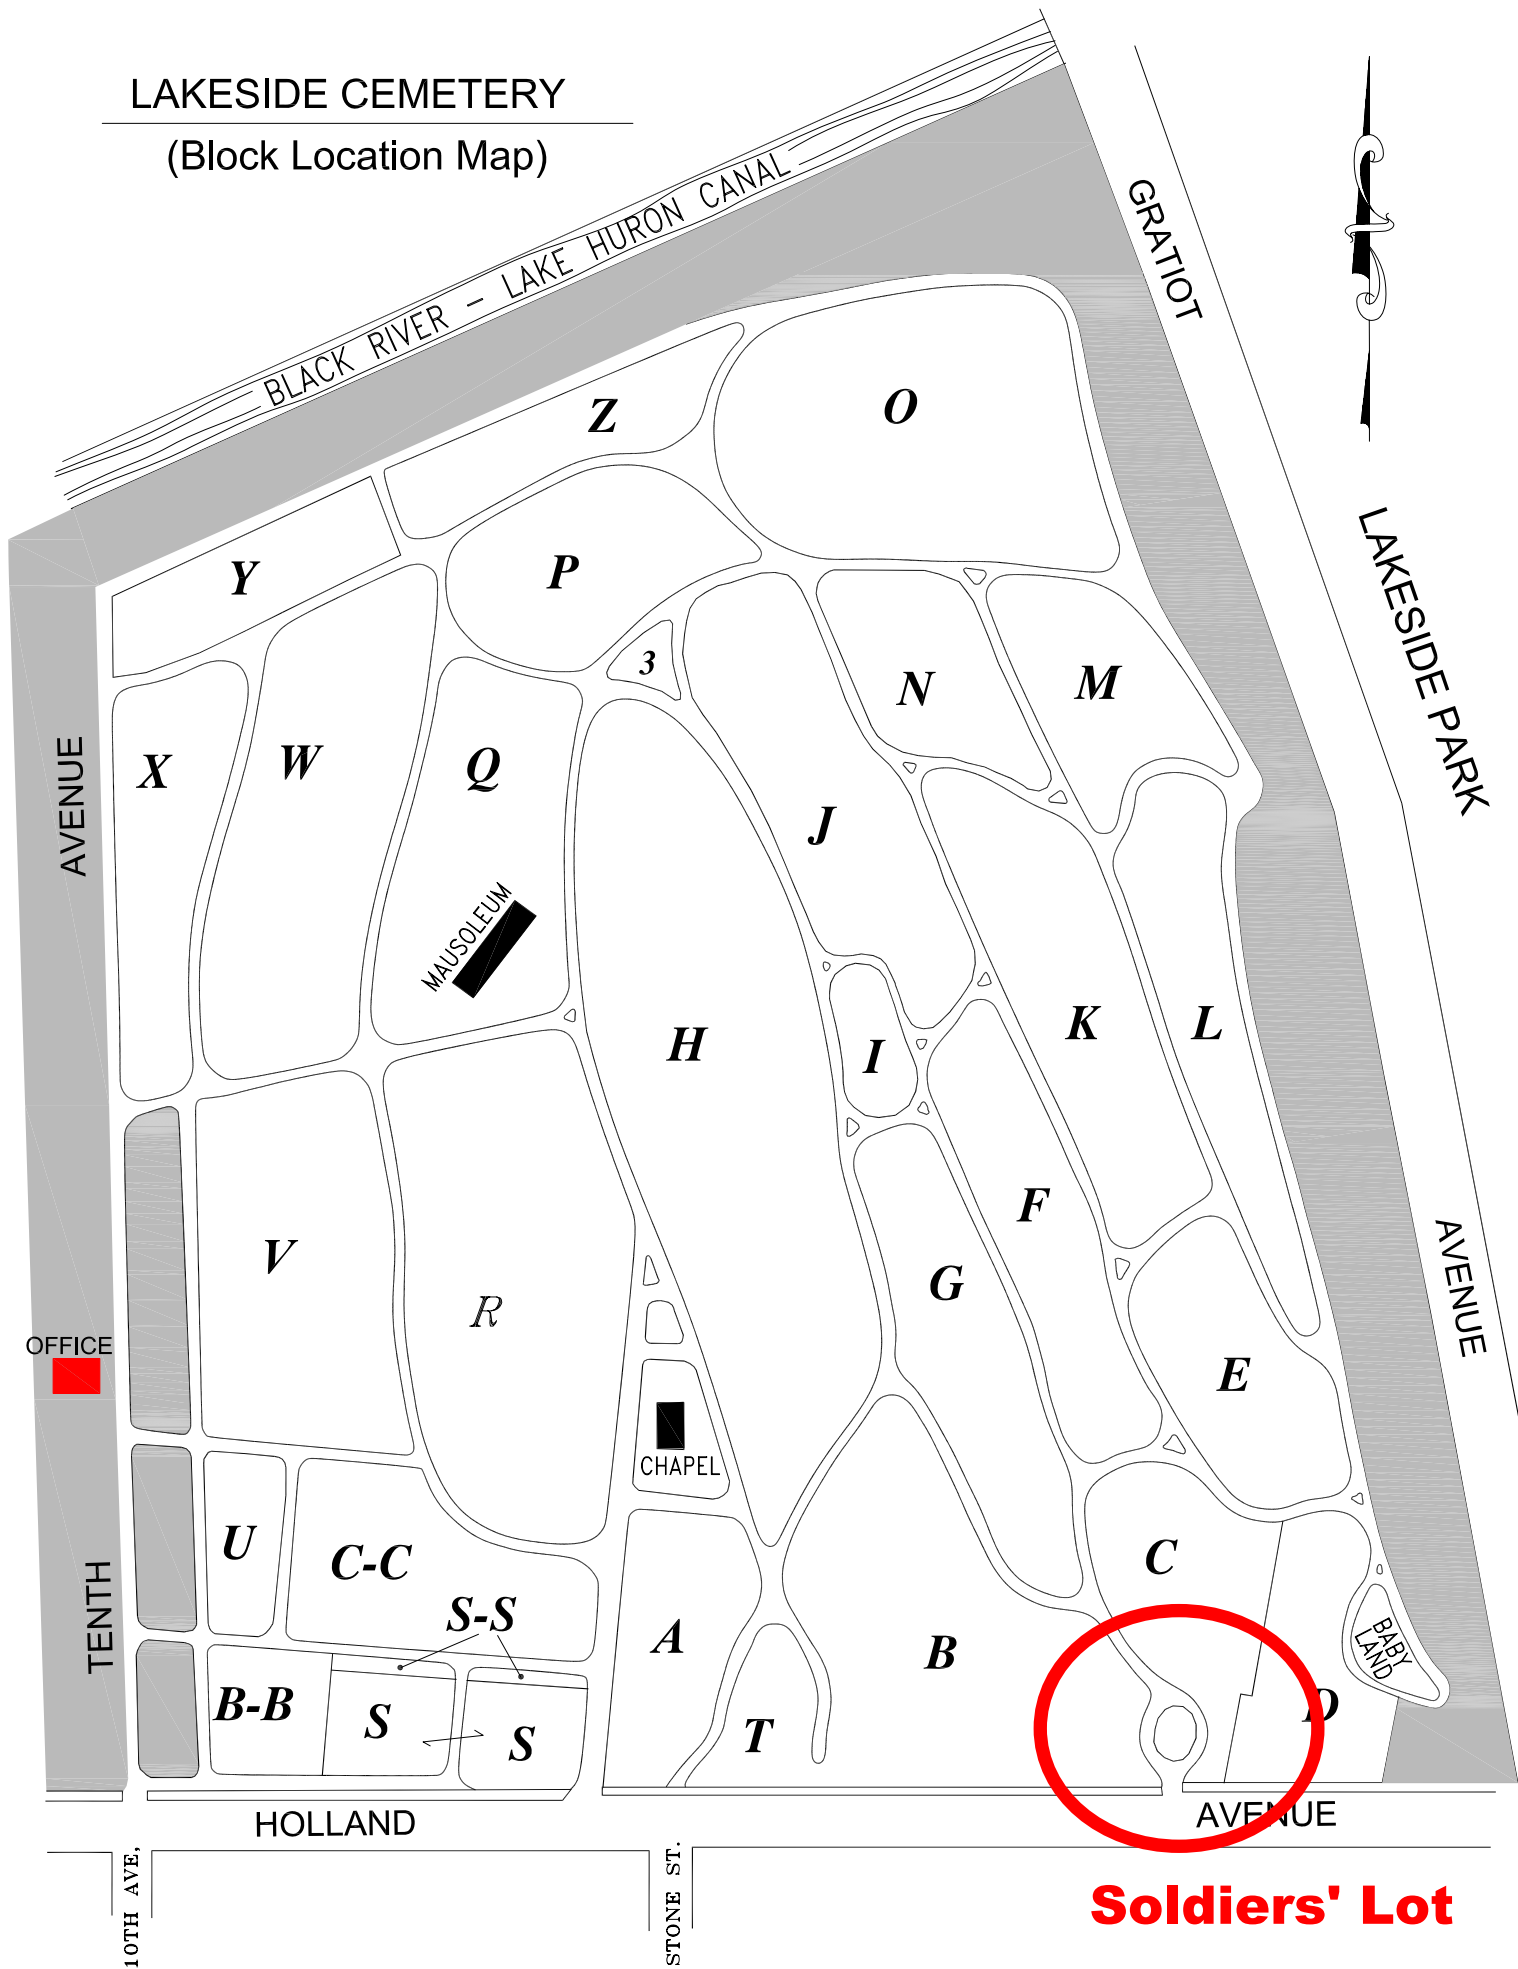 LAKESIDE CEMETERY
(Block Location Map)
BLACK RIVER - LAKE HURON CANAL
GRATIOT
LAKESIDE PARK
Z
O
Y
P
3
N
M
X
W
Q
J
AVENUE
MAUSOLEUM
H
I
K
L
V
R
G
F
AVENUE
OFFICE
E
CHAPEL
U
C-C
S-S
C
TENTH
A
B
BABY
LAND
B-B
S
S
T
D
HOLLAND
AVENUE
10TH AVE,
STONE ST.
Soldiers' Lot